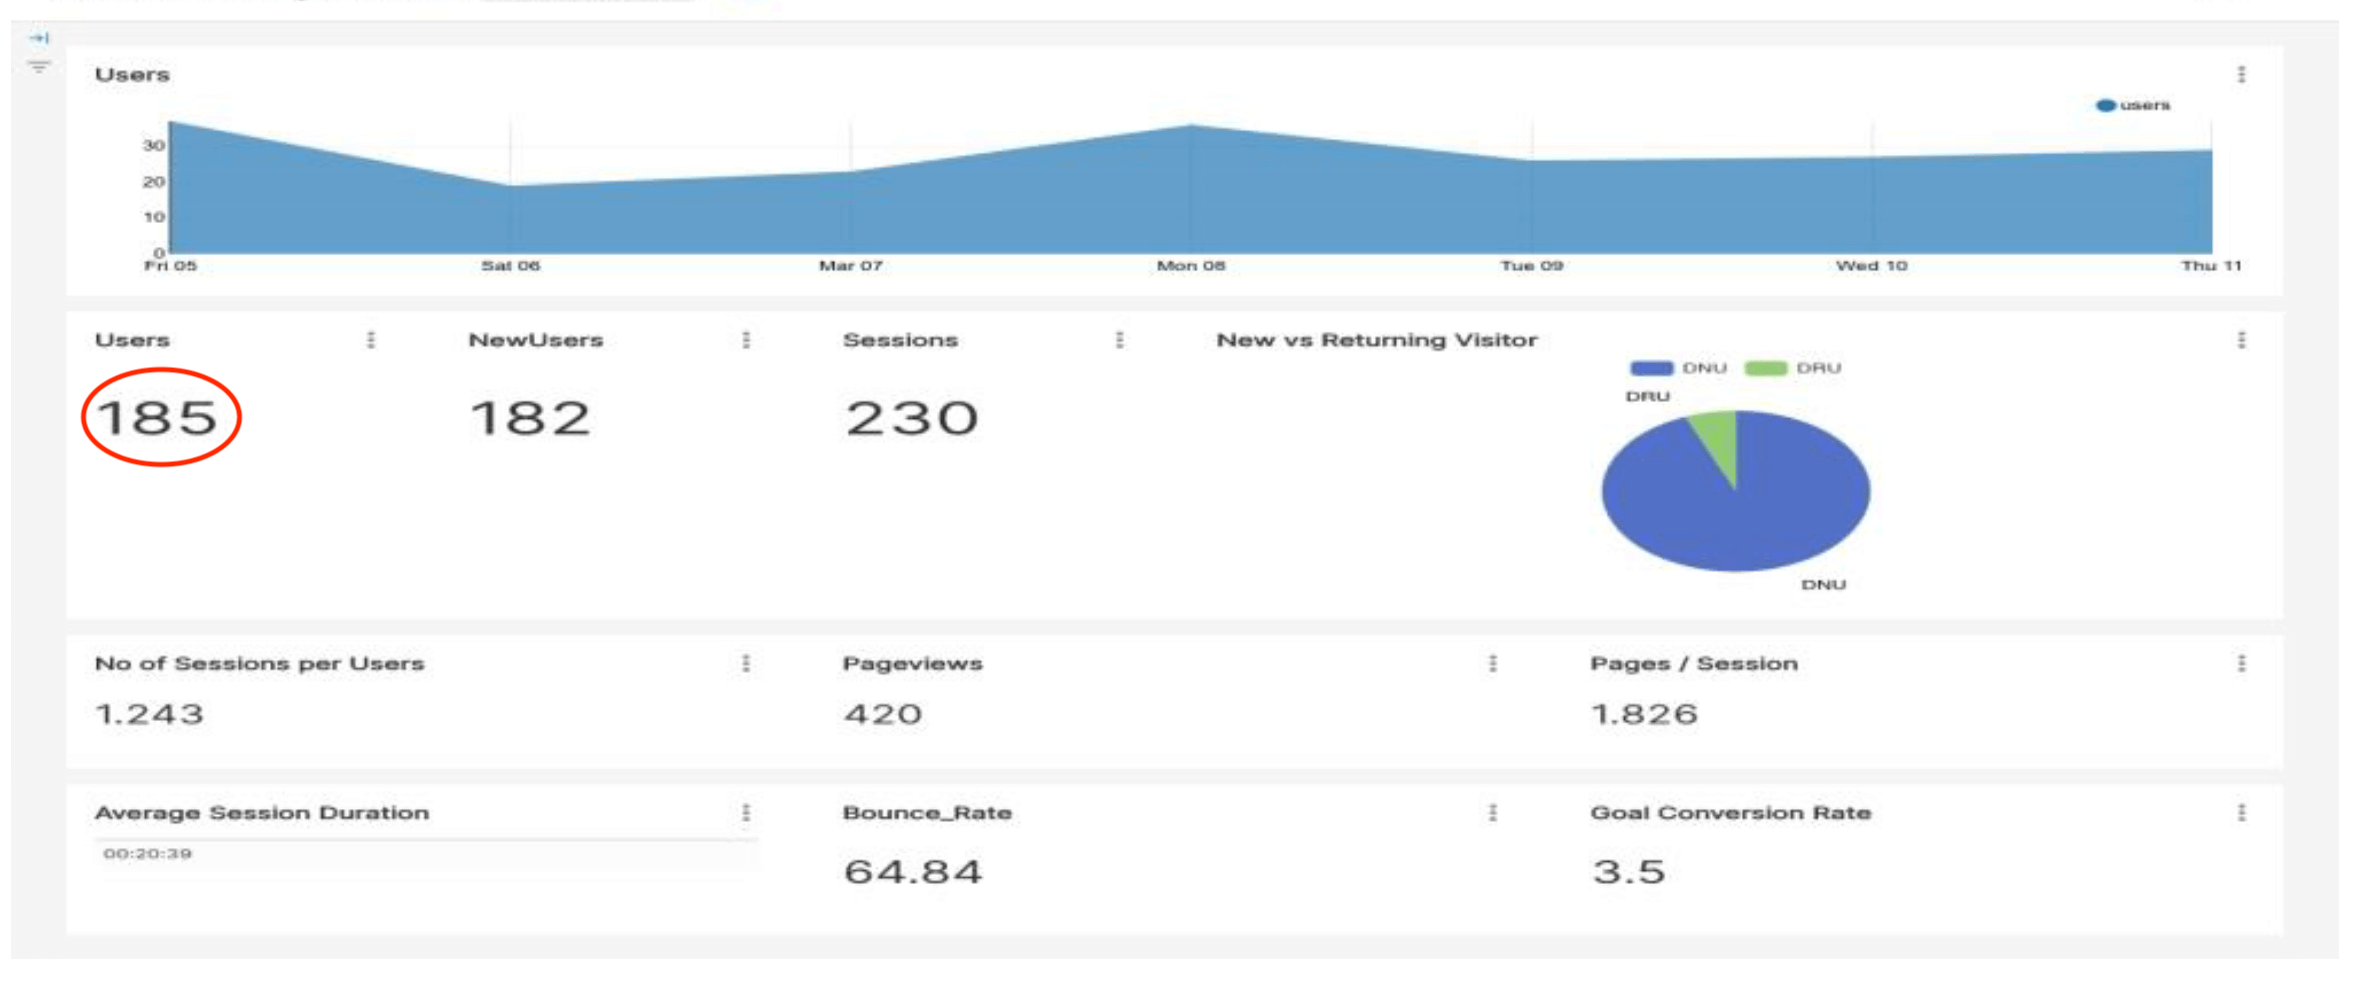 Users
users
30
20
10
0
Fri 05 Sat 06 Mar 07 Mon 08 Tue 09 Wed 10 Thu 11
Users NewUsers Sessions New vs Returning Visitor
DNU DRU
DRU
185 182 230
DNU
No of Sessions per Users Pageviews Pages / Session
1.243 420 1.826
Average Session Duration Bounce_Rate Goal Conversion Rate
00:20:39
64.84 3.5